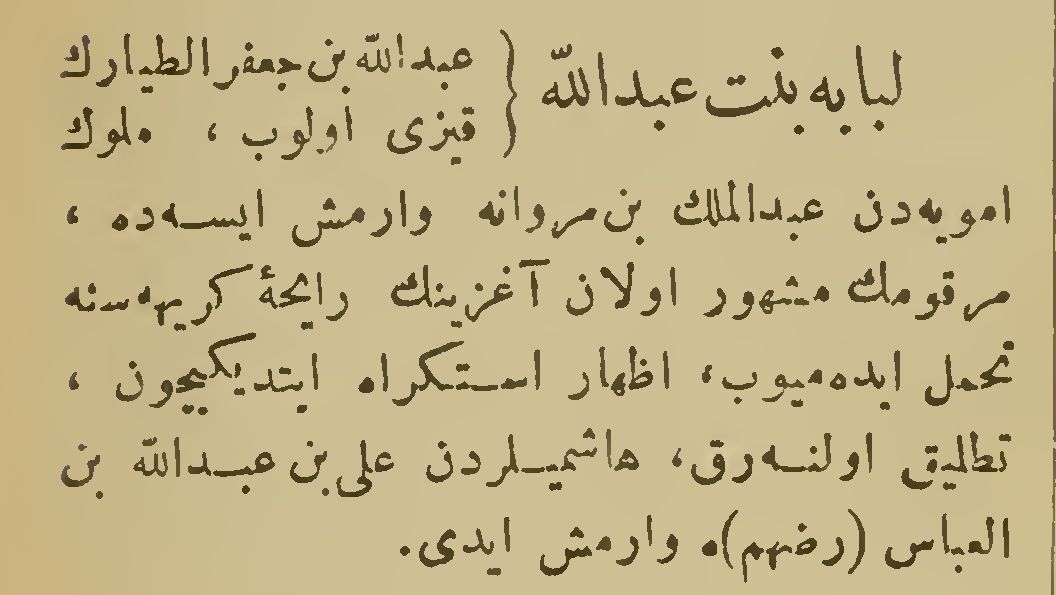 لبابه بنت عبدالله { عبدالله بن جعفر الطيارك
قيزى اولوب ، ملوك
امويه‌دن عبدالملك بن مروانه وارمش ايسه‌ده ،
مرقومك مشهور اولان آغزينك رايحهٔ كريهه‌سنه
تحمل ايده‌ميوب، اظهار استكراه ايتديكيچون ،
تطليق اولنه‌رق، هاشميلردن على بن عبدالله بن
العباس (رضهم)ه وارمش ايدى.